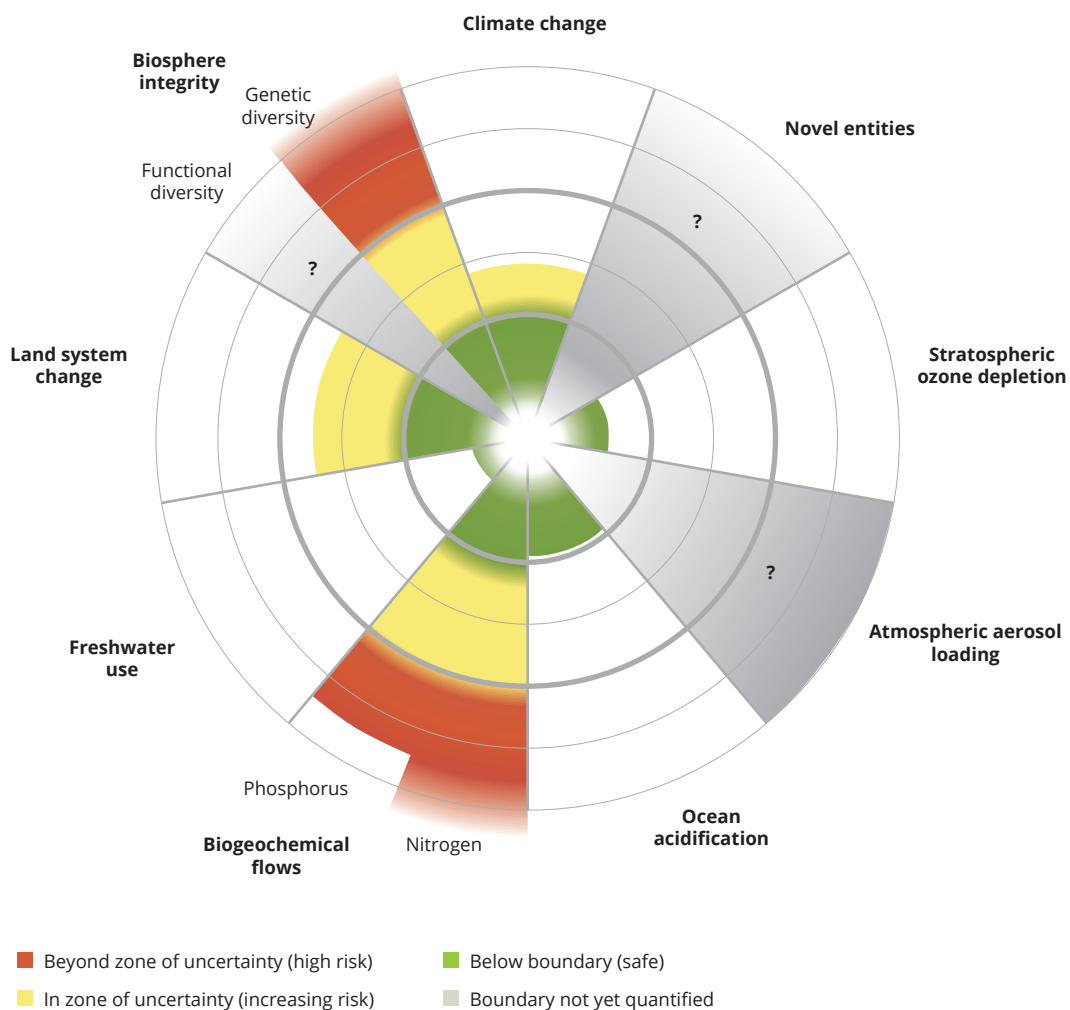 Climate change
Biosphere
integrity
Genetic
diversity
Novel entities
Functional
diversity
?
?
Land system
change
Stratospheric
ozone depletion
?
Freshwater
use
Atmospheric aerosol
loading
Phosphorus
Ocean
acidification
Biogeochemical
flows
Nitrogen
Beyond zone of uncertainty (high risk)
Below boundary (safe)
In zone of uncertainty (increasing risk)
Boundary not yet quantified